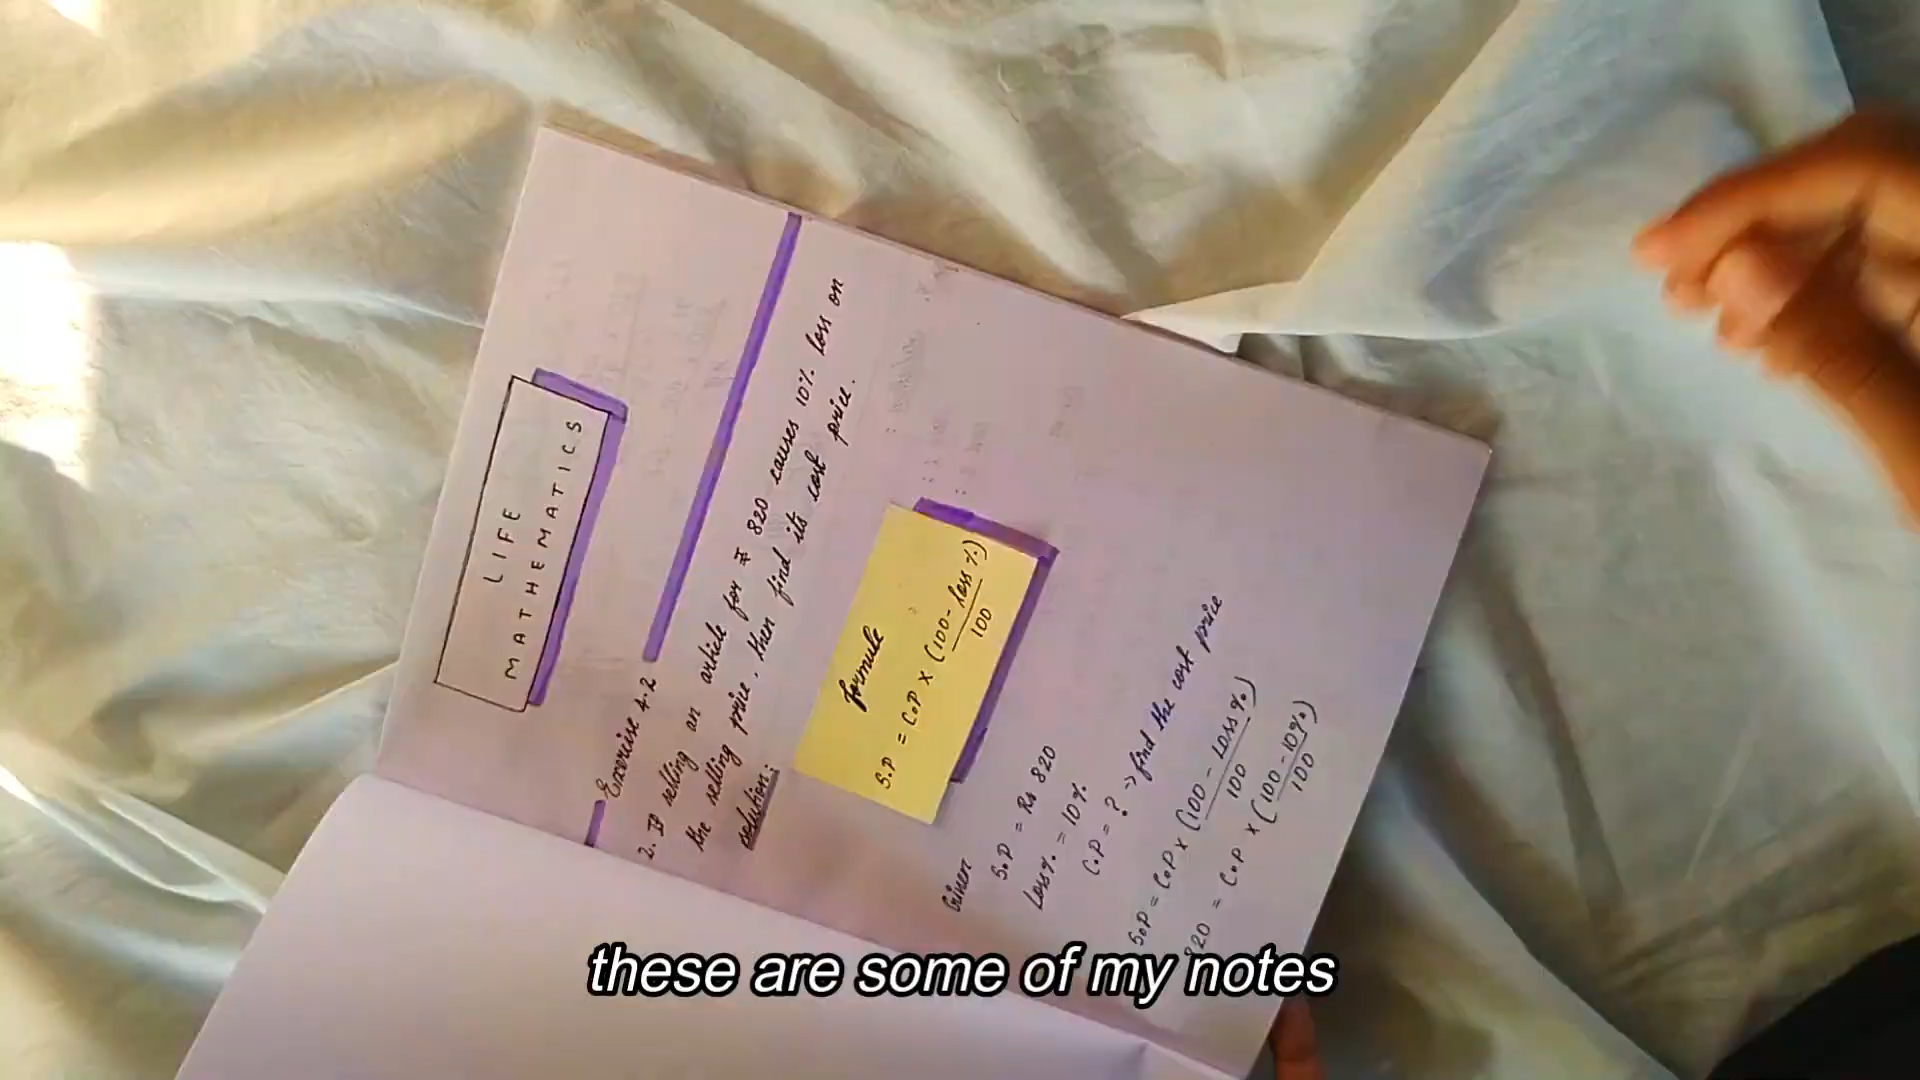 LIFE
MATHEMATICS
Exercise 4.2
2. If selling an article for ₹ 820 causes 10% loss on
the selling price, then find its cost price.
solution:
formula
S.P = C.P x (100 - loss %)
100
Given
S.P = Rs 820
Loss% = 10%
C.P = ? → find the cost price
S.P = C.P x (100 - Loss%)
100
820 = C.P x (100 - 10%)
100
these are some of my notes